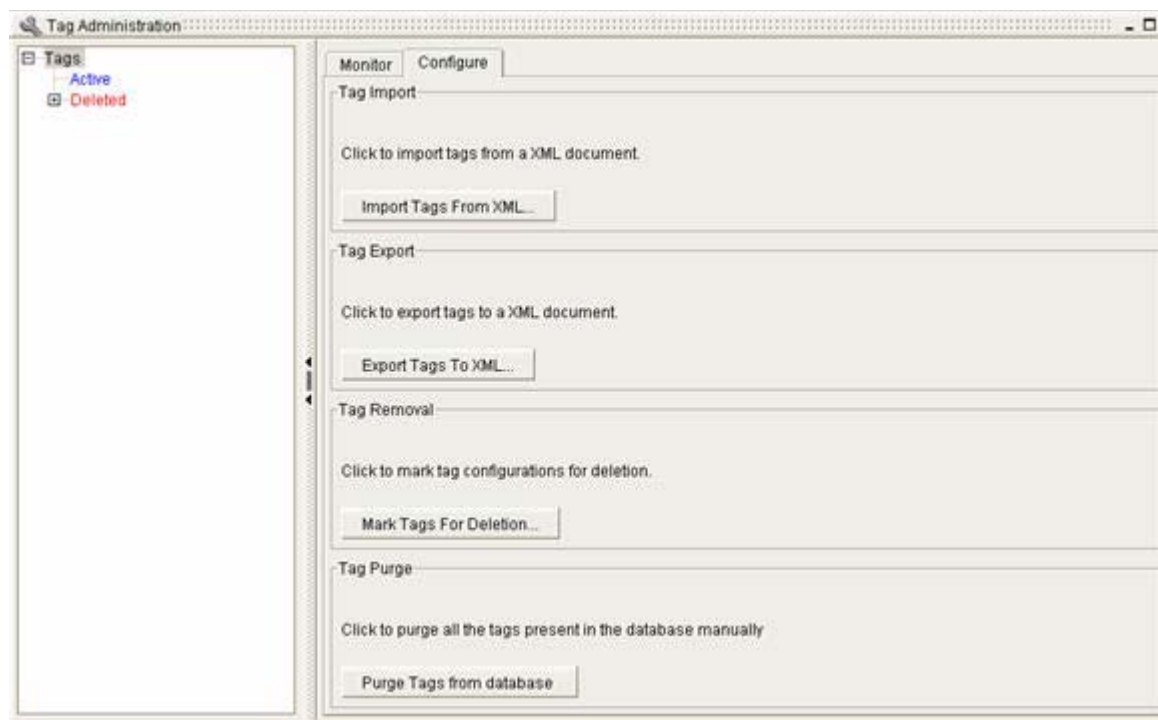 Tag Administration
Tags
Active
Deleted
Monitor
Configure
Tag Import
Click to import tags from a XML document.
Import Tags From XML...
Tag Export
Click to export tags to a XML document.
Export Tags To XML...
Tag Removal
Click to mark tag configurations for deletion.
Mark Tags For Deletion...
Tag Purge
Click to purge all the tags present in the database manually
Purge Tags from database